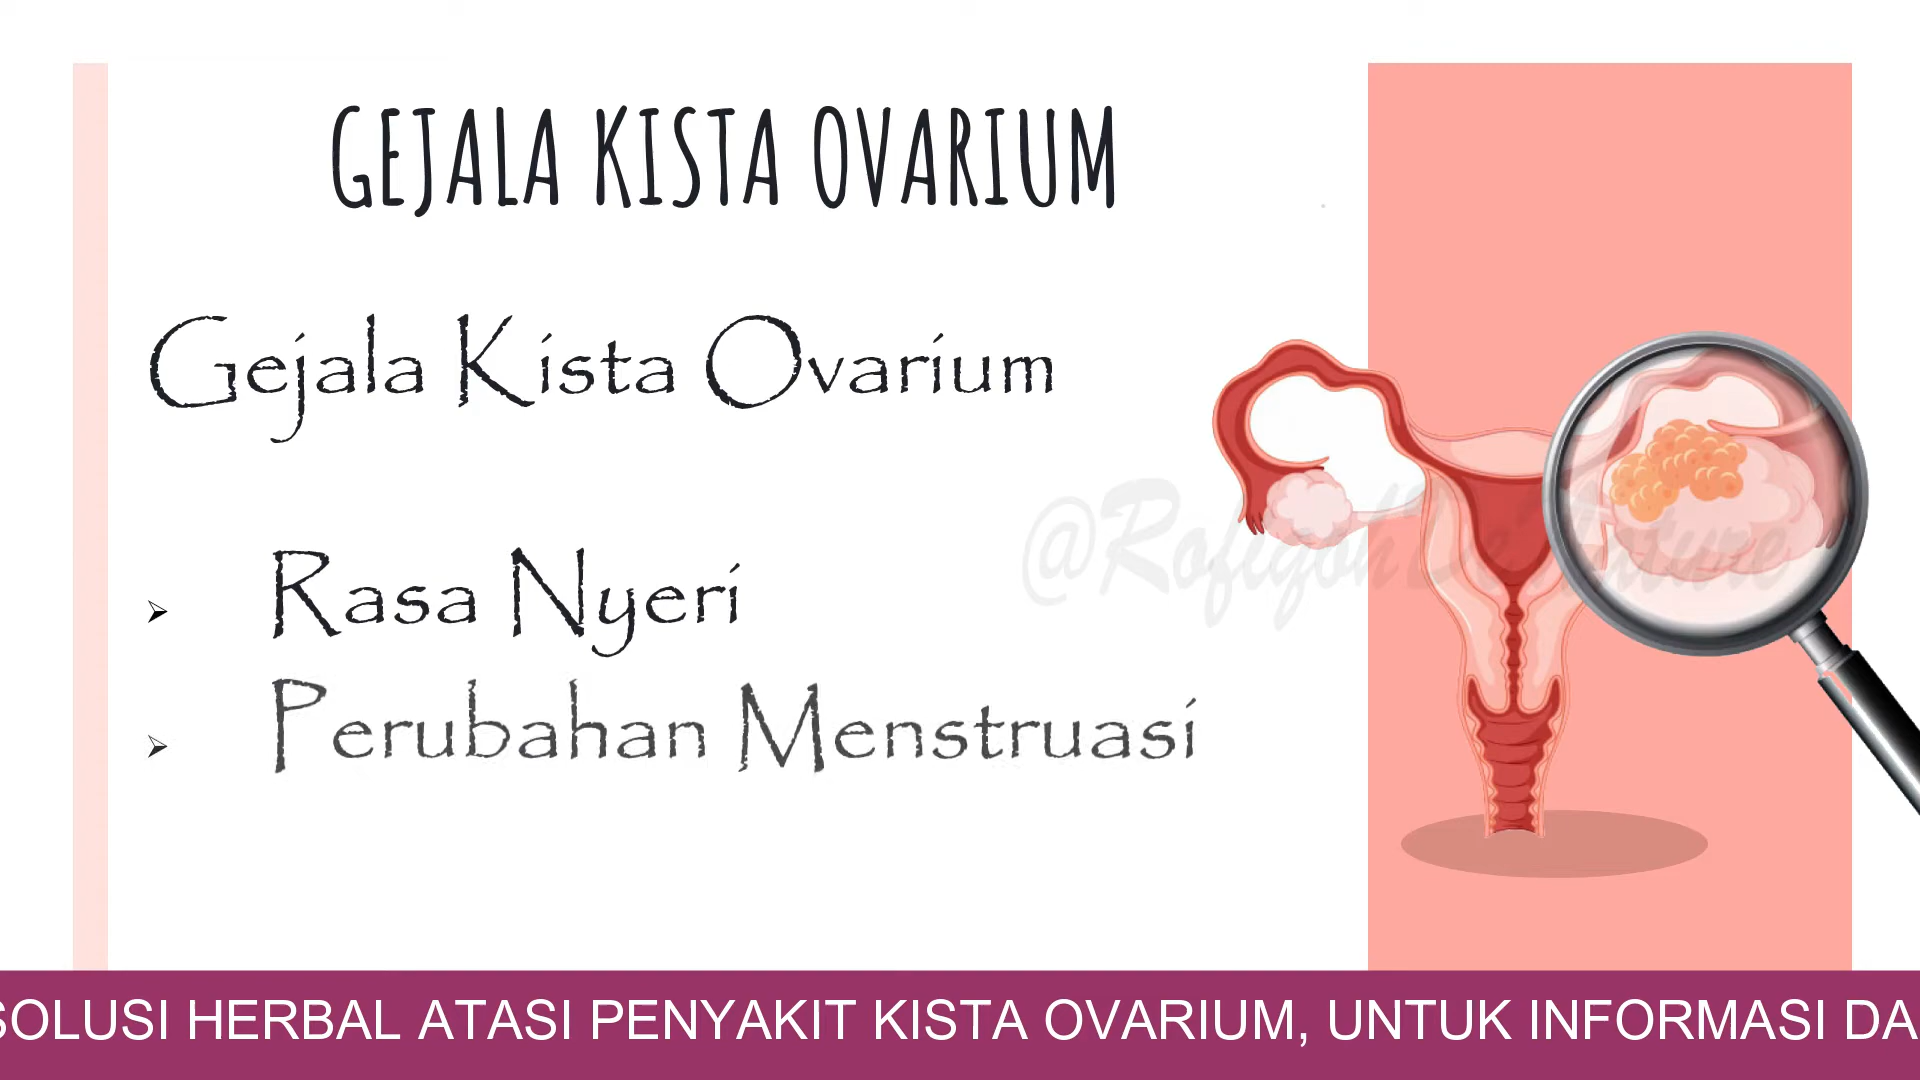 GEJALA KISTA OVARIUM
Gejala Kista Ovarium
Rasa Nyeri
Perubahan Menstruasi
@RofiqohDeNature
SOLUSI HERBAL ATASI PENYAKIT KISTA OVARIUM, UNTUK INFORMASI DA